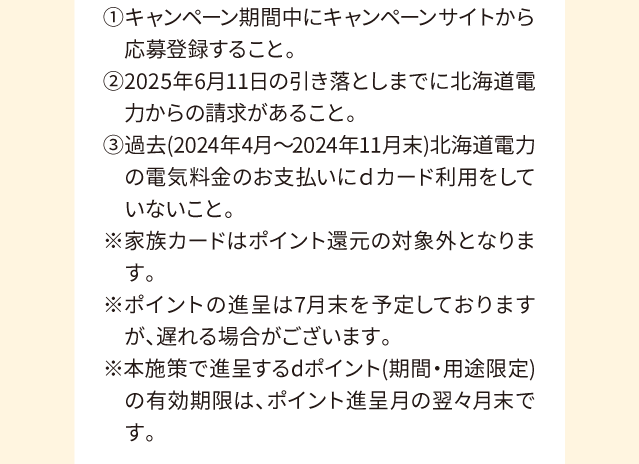 ①キャンペーン期間中にキャンペーンサイトから
応募登録すること。
②2025年6月11日の引き落としまでに北海道電
力からの請求があること。
③過去(2024年4月～2024年11月末)北海道電力
の電気料金のお支払いにdカード利用をして
いないこと。
※家族カードはポイント還元の対象外となりま
す。
※ポイントの進呈は7月末を予定しております
が、遅れる場合がございます。
※本施策で進呈するdポイント(期間・用途限定)
の有効期限は、ポイント進呈月の翌々月末で
す。